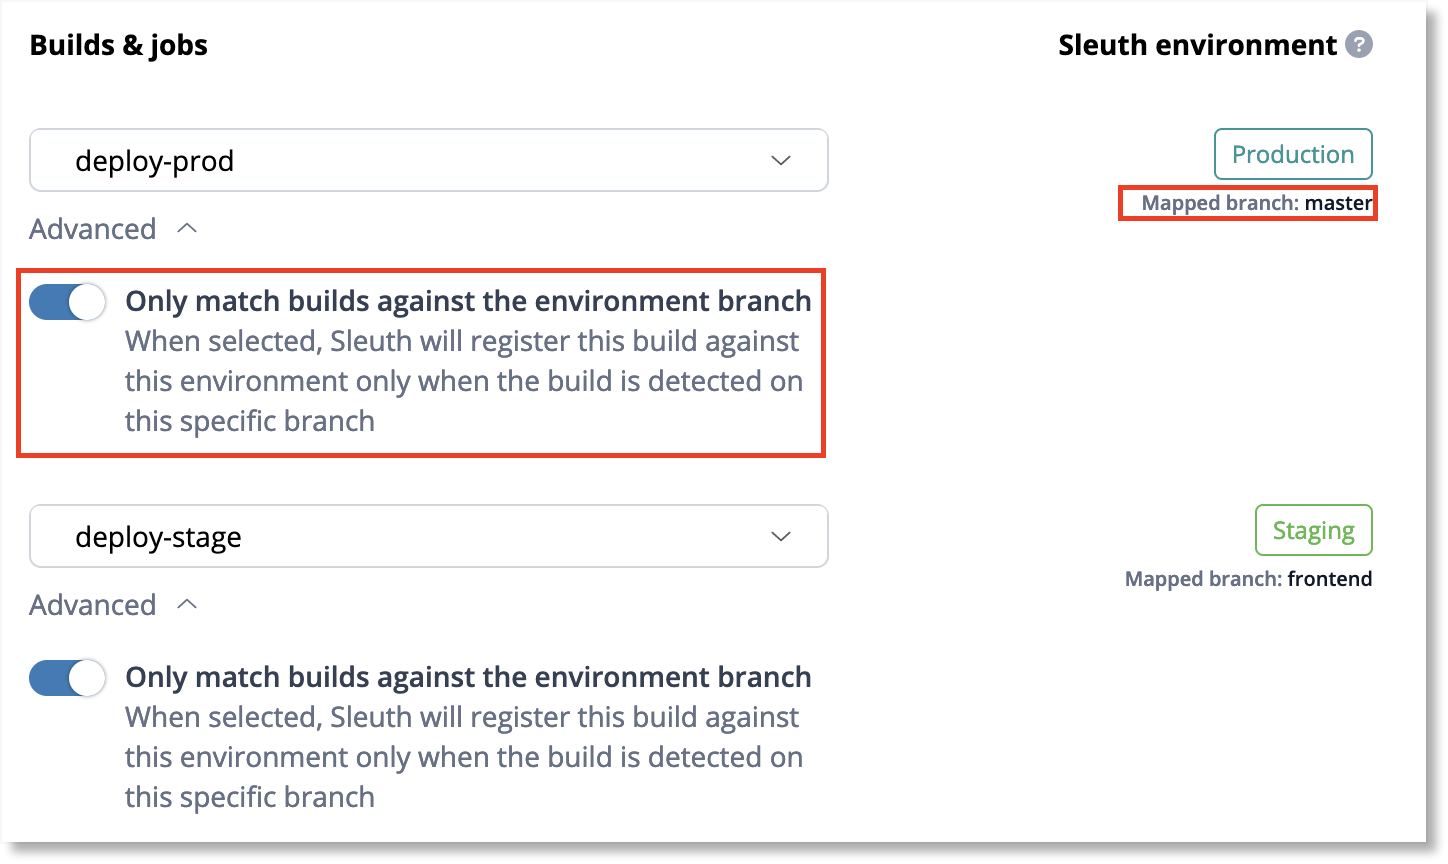 Builds & jobs
Sleuth environment ?
deploy-prod
Production
Mapped branch: master
Advanced
Only match builds against the environment branch
When selected, Sleuth will register this build against
this environment only when the build is detected on
this specific branch
deploy-stage
Staging
Mapped branch: frontend
Advanced
Only match builds against the environment branch
When selected, Sleuth will register this build against
this environment only when the build is detected on
this specific branch